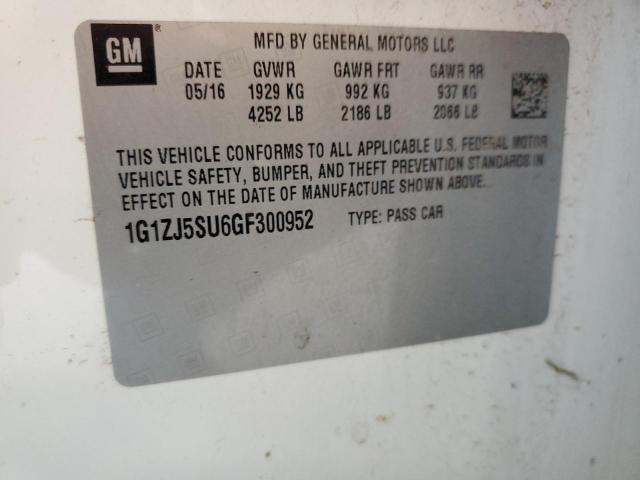 GM
®
MFD BY GENERAL MOTORS LLC
DATE GVWR GAWR FRT GAWR RR
05/16 1929 KG 992 KG 937 KG
4252 LB 2186 LB 2066 LB
THIS VEHICLE CONFORMS TO ALL APPLICABLE U.S. FEDERAL MOTOR
VEHICLE SAFETY, BUMPER, AND THEFT PREVENTION STANDARDS IN
EFFECT ON THE DATE OF MANUFACTURE SHOWN ABOVE.
1G1ZJ5SU6GF300952 TYPE: PASS CAR